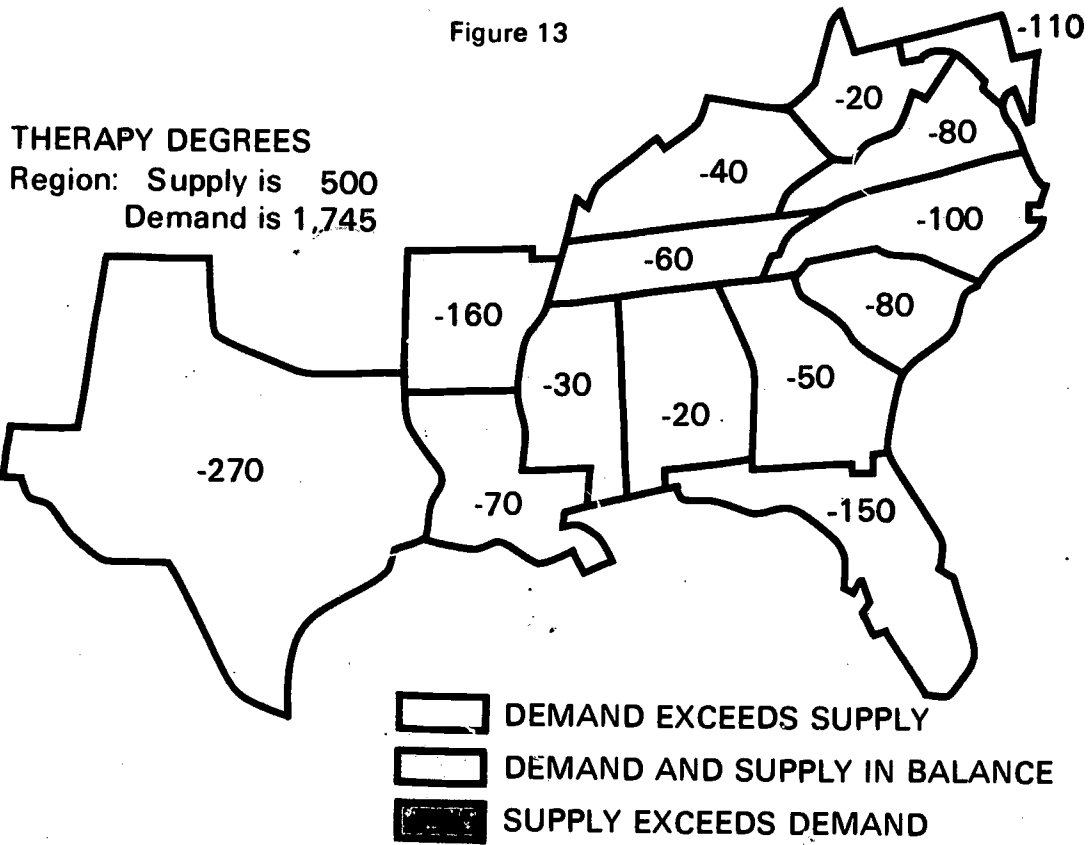 Figure 13
-110
-20
THERAPY DEGREES
-80
-40
Region: Supply is 500
Demand is 1,745
-100
-60
-160
-80
-30
-50
-20
-270
-70
-150
DEMAND EXCEEDS SUPPLY
DEMAND AND SUPPLY IN BALANCE
SUPPLY EXCEEDS DEMAND